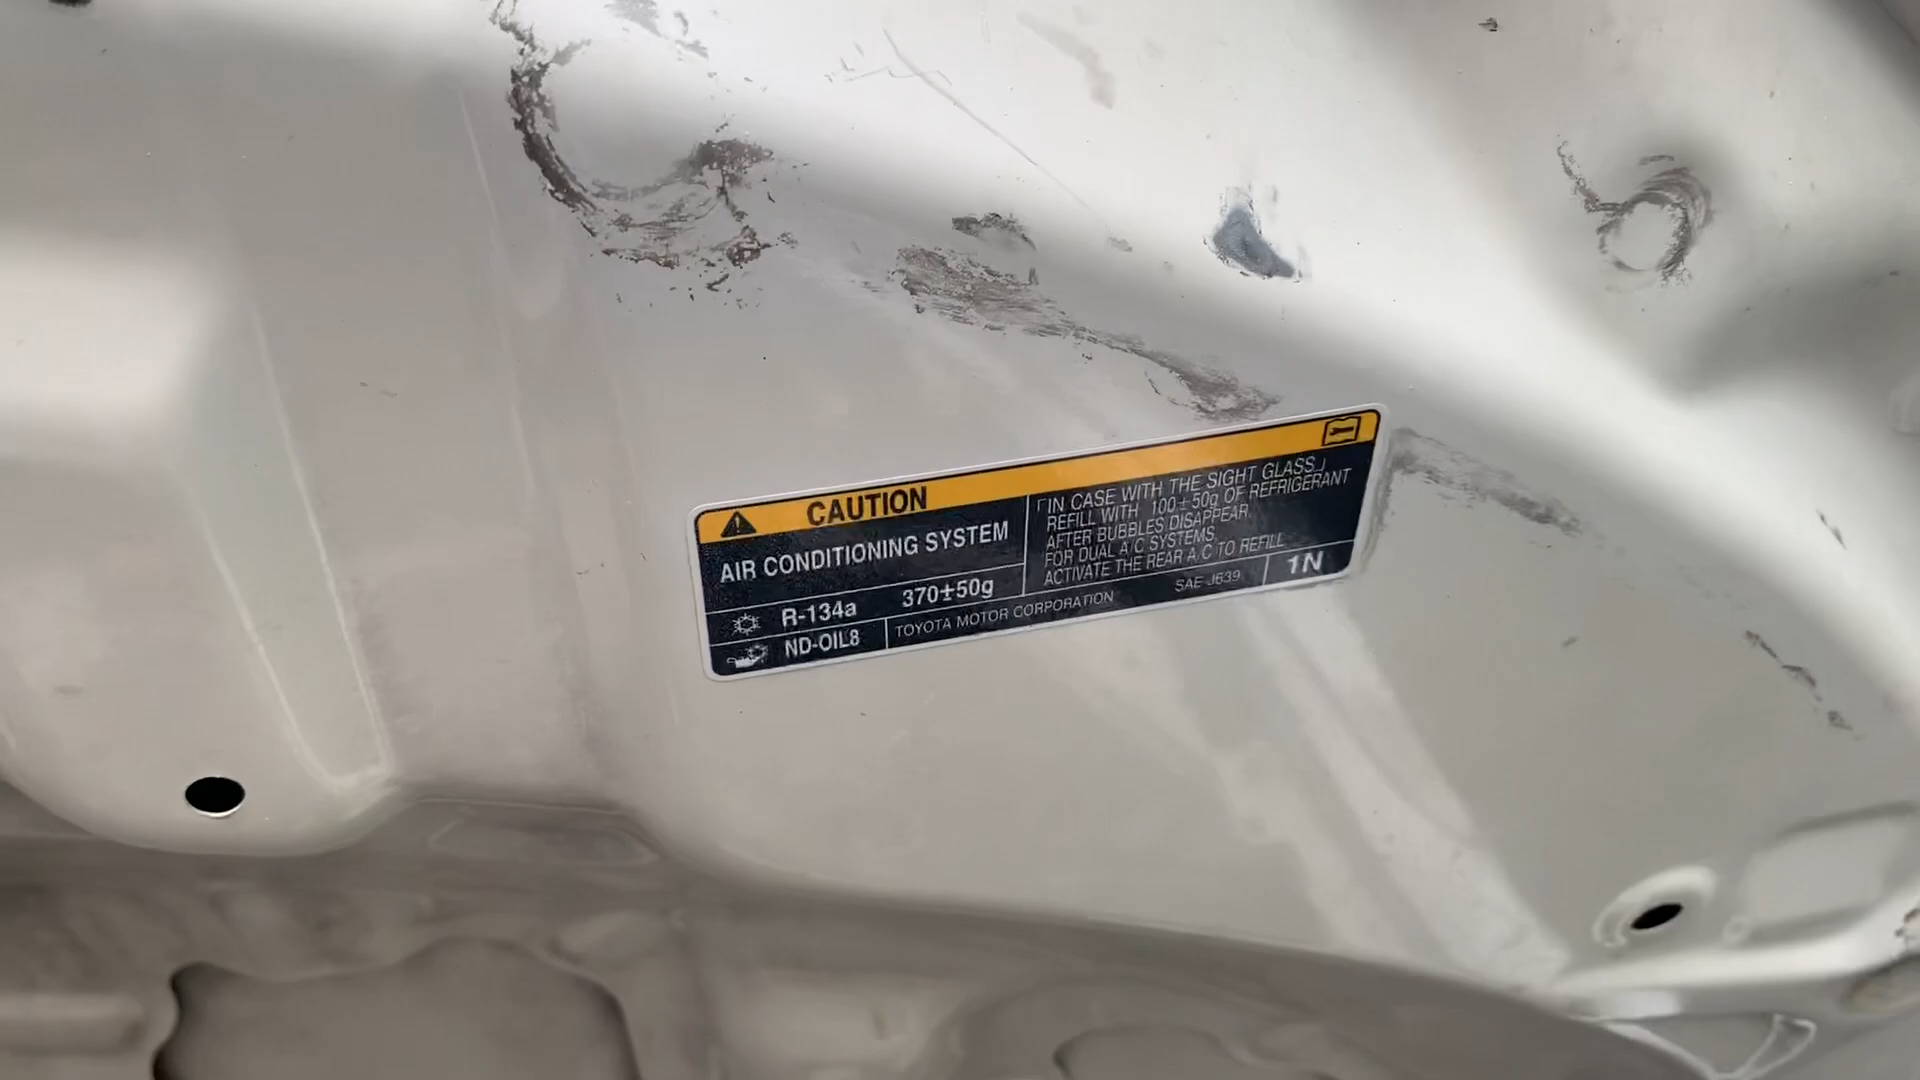 CAUTION
AIR CONDITIONING SYSTEM
R-134a 370±50g
ND-OIL8
「IN CASE WITH THE SIGHT GLASS」
REFILL WITH 100±50g OF REFRIGERANT
AFTER BUBBLES DISAPPEAR.
FOR DUAL A/C SYSTEMS,
ACTIVATE THE REAR A/C TO REFILL
TOYOTA MOTOR CORPORATION
SAE J639
1N